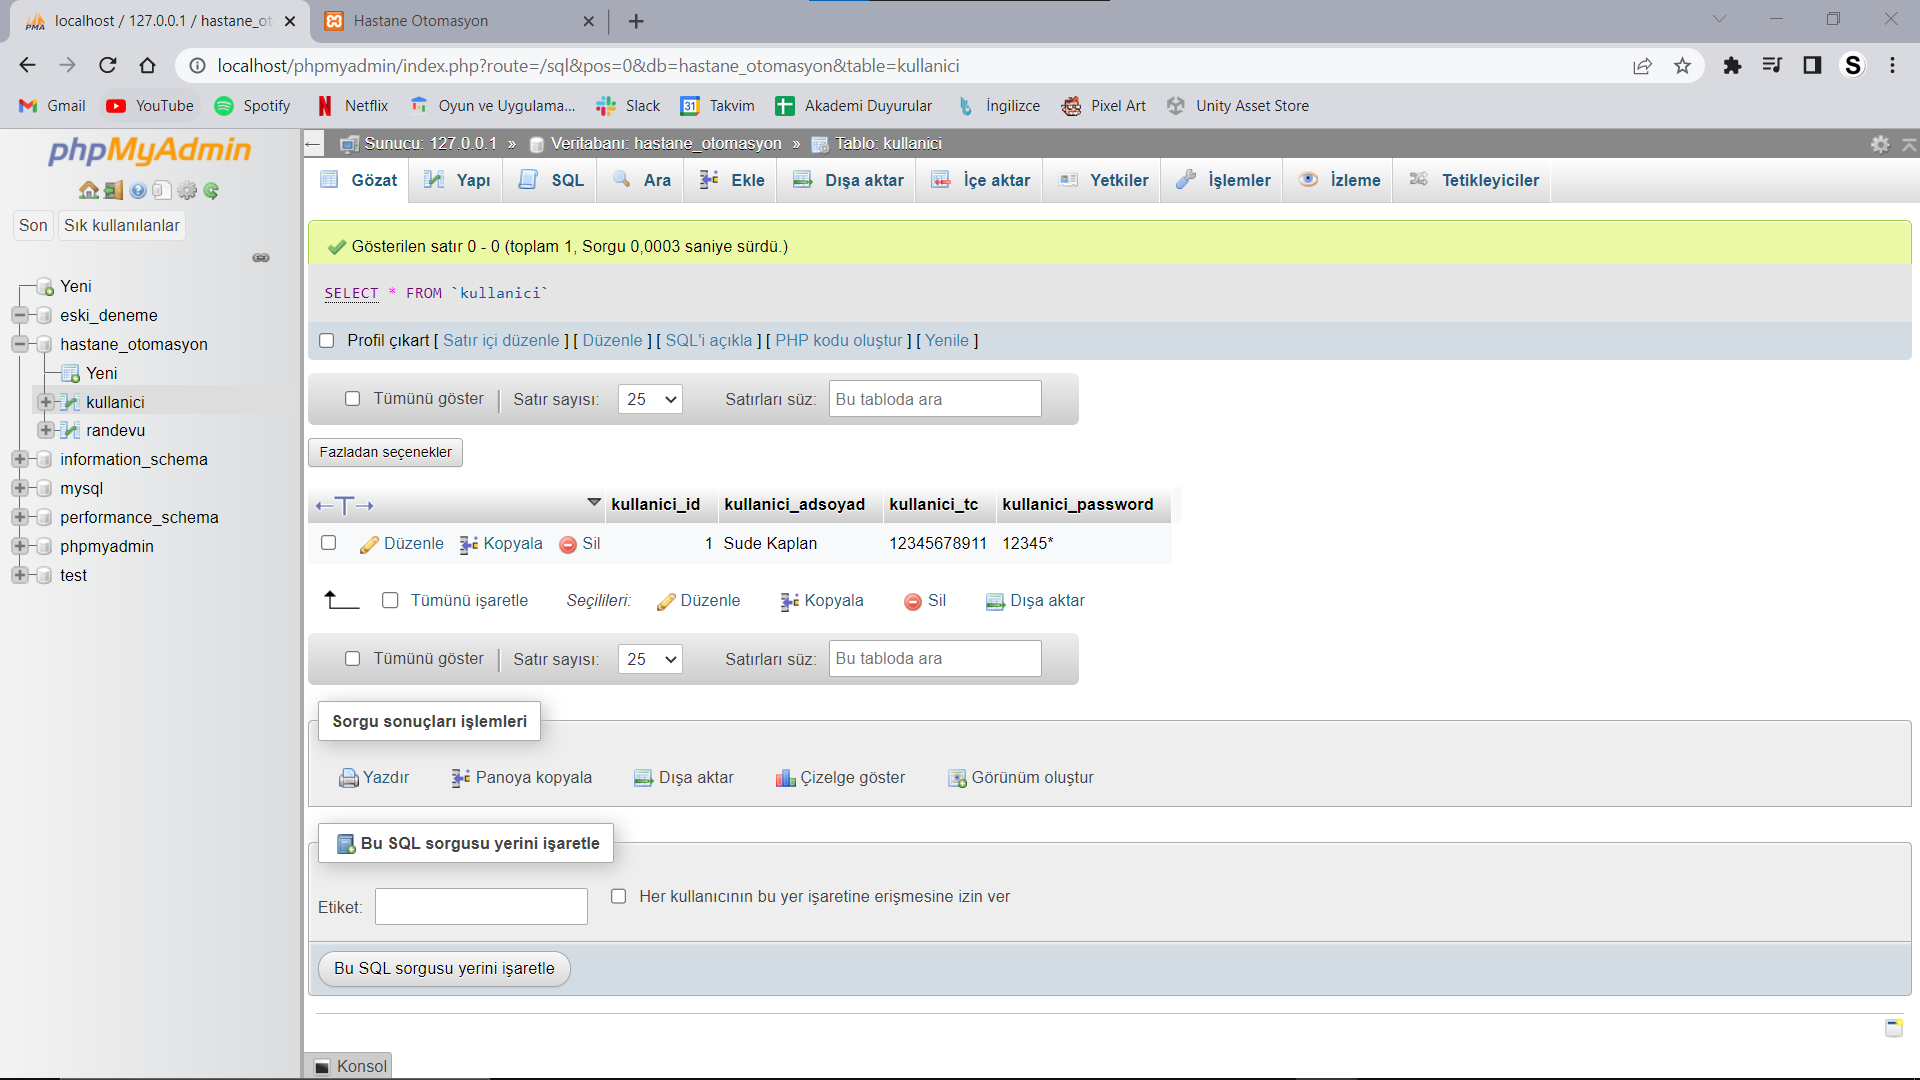 localhost / 127.0.0.1 / hastane_ot
Hastane Otomasyon
localhost/phpmyadmin/index.php?route=/sql&pos=0&db=hastane_otomasyon&table=kullanici
S
Gmail
YouTube
Spotify
Netflix
Oyun ve Uygulama...
Slack
31
Takvim
Akademi Duyurular
İngilizce
Pixel Art
Unity Asset Store
phpMyAdmin
Son
Sık kullanılanlar
Yeni
eski_deneme
hastane_otomasyon
Yeni
kullanici
randevu
information_schema
mysql
performance_schema
phpmyadmin
test
Sunucu: 127.0.0.1 » Veritabanı: hastane_otomasyon » Tablo: kullanici
Gözat
Yapı
SQL
Ara
Ekle
Dışa aktar
İçe aktar
Yetkiler
İşlemler
İzleme
Tetikleyiciler
Gösterilen satır 0 - 0 (toplam 1, Sorgu 0,0003 saniye sürdü.)
SELECT * FROM `kullanici`
Profil çıkart [ Satır içi düzenle ] [ Düzenle ] [ SQL'i açıkla ] [ PHP kodu oluştur ] [ Yenile ]
Tümünü göster
Satır sayısı:
25
Satırları süz:
Bu tabloda ara
Fazladan seçenekler
kullanici_id
kullanici_adsoyad
kullanici_tc
kullanici_password
Düzenle
Kopyala
Sil
1
Sude Kaplan
12345678911
12345*
Tümünü işaretle
Seçilileri:
Düzenle
Kopyala
Sil
Dışa aktar
Tümünü göster
Satır sayısı:
25
Satırları süz:
Bu tabloda ara
Sorgu sonuçları işlemleri
Yazdır
Panoya kopyala
Dışa aktar
Çizelge göster
Görünüm oluştur
Bu SQL sorgusu yerini işaretle
Etiket:
Her kullanıcının bu yer işaretine erişmesine izin ver
Bu SQL sorgusu yerini işaretle
Konsol